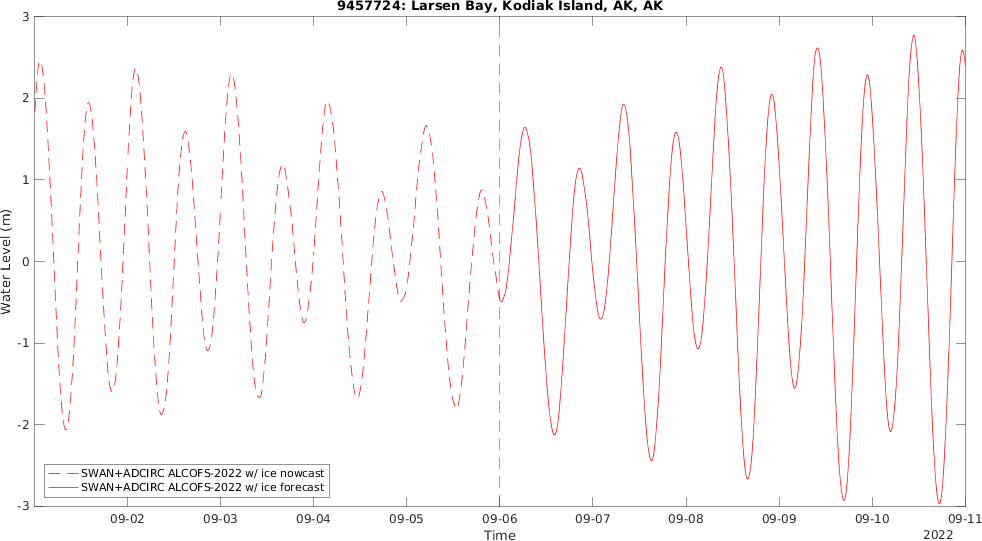 9457724: Larsen Bay, Kodiak Island, AK, AK
3
2
1
0
-1
-2
-3
Water Level (m)
SWAN+ADCIRC ALCOFS-2022 w/ ice nowcast
SWAN+ADCIRC ALCOFS-2022 w/ ice forecast
09-02 09-03 09-04 09-05 09-06 09-07 09-08 09-09 09-10 09-11
Time
2022